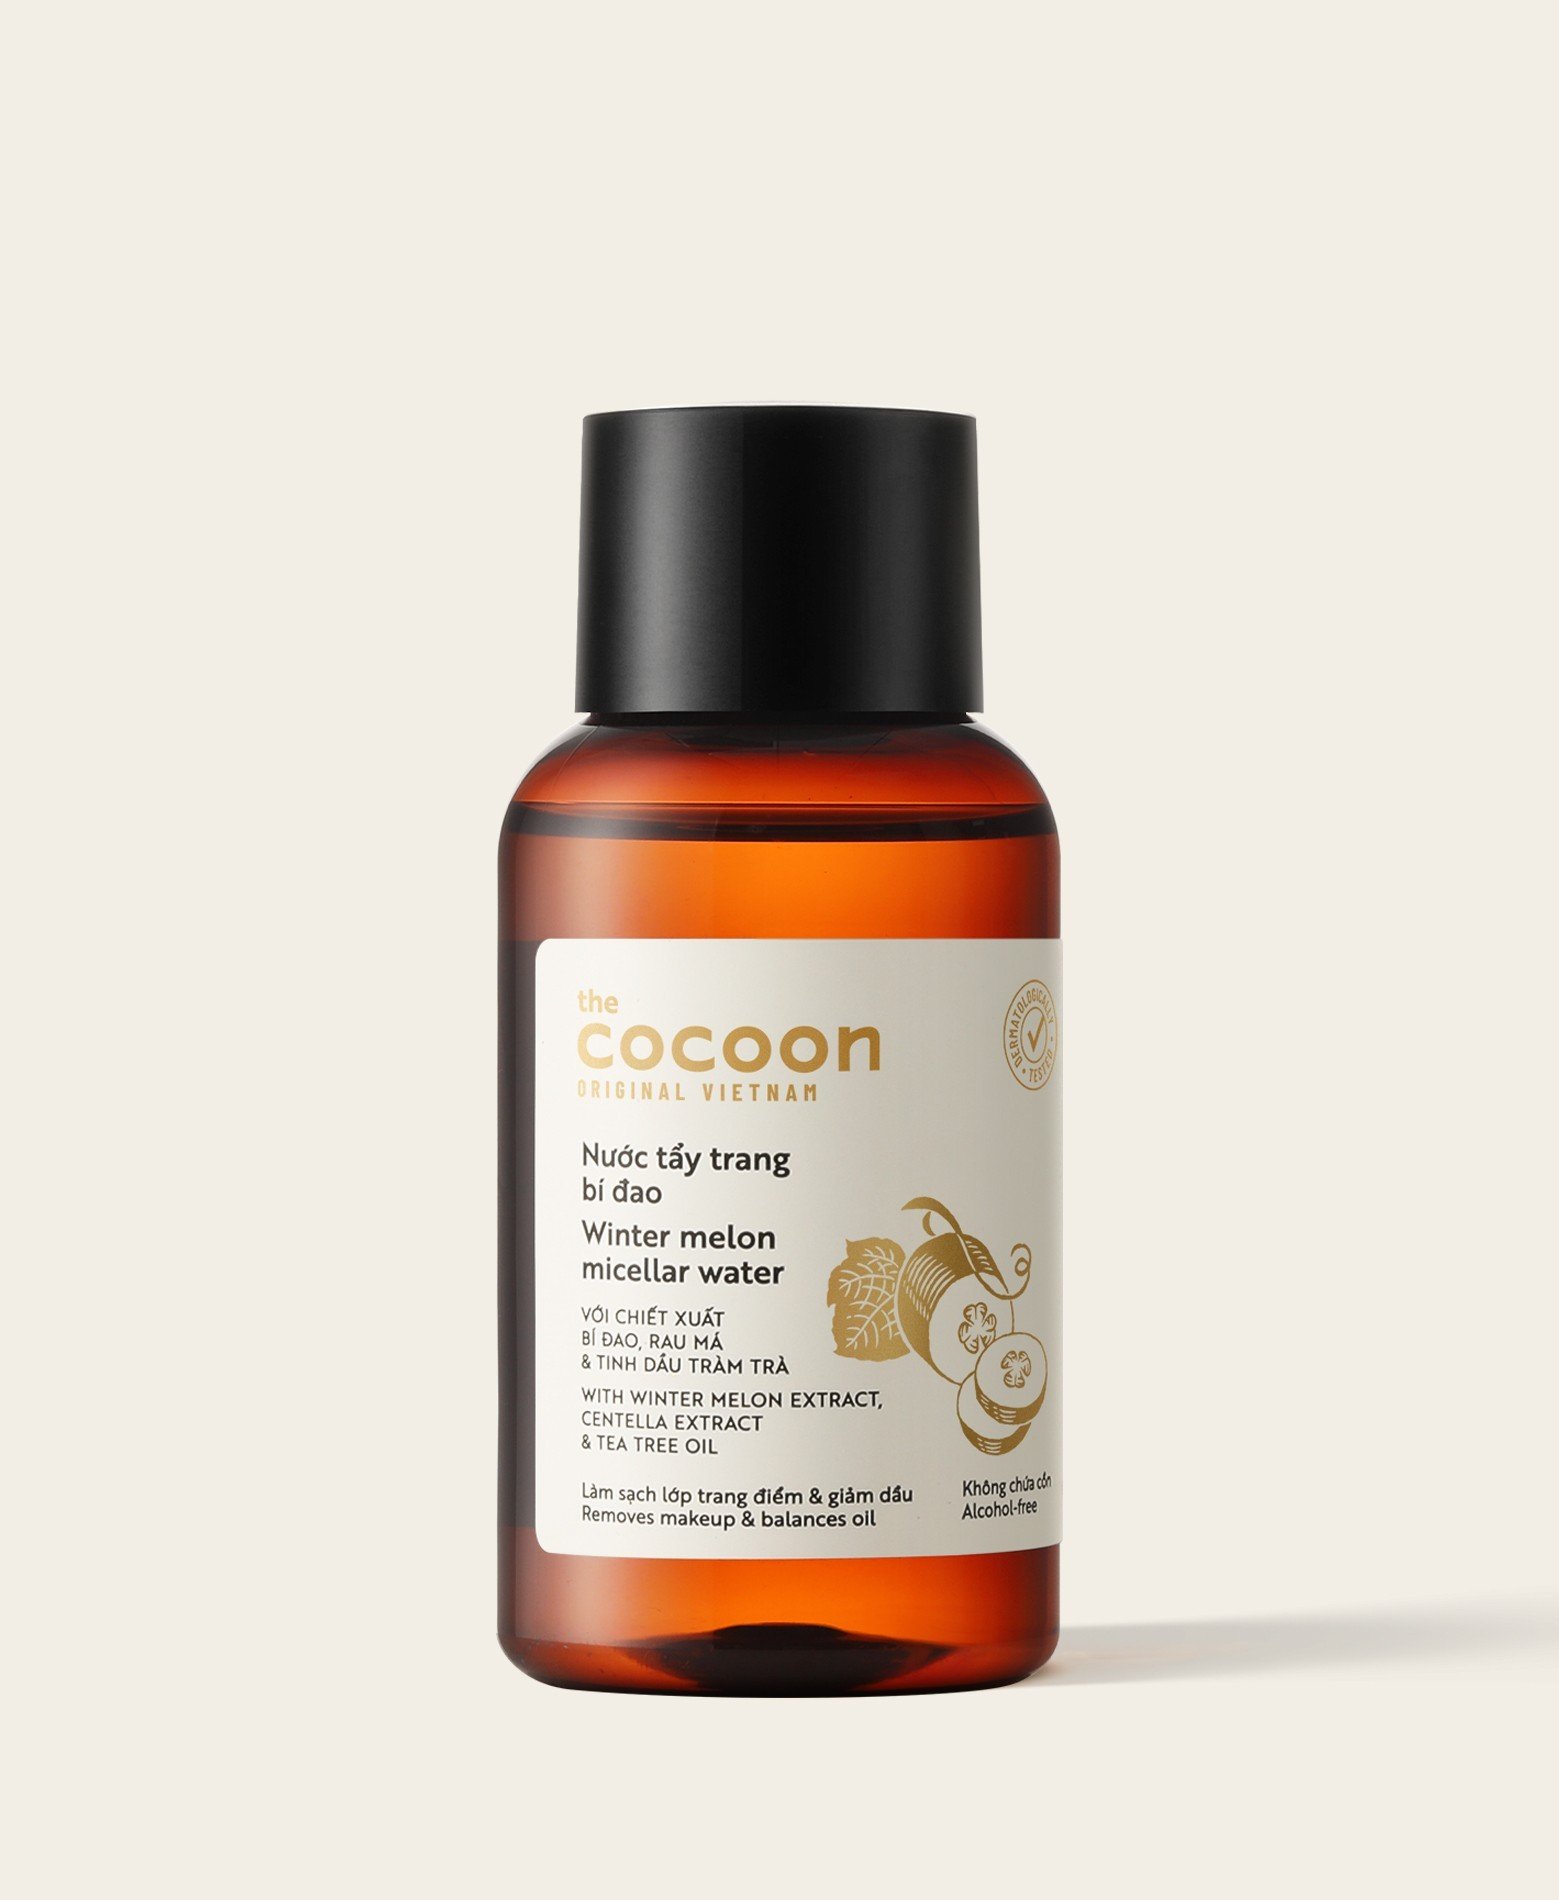 the
cocoon
ORIGINAL VIETNAM
DERMATOLOGICALLY
• TESTED •
Nước tẩy trang
bí đao
Winter melon
micellar water
VỚI CHIẾT XUẤT
BÍ ĐAO, RAU MÁ
& TINH DẦU TRÀM TRÀ
WITH WINTER MELON EXTRACT,
CENTELLA EXTRACT
& TEA TREE OIL
Làm sạch lớp trang điểm & giảm dầu
Removes makeup & balances oil
Không chứa cồn
Alcohol-free